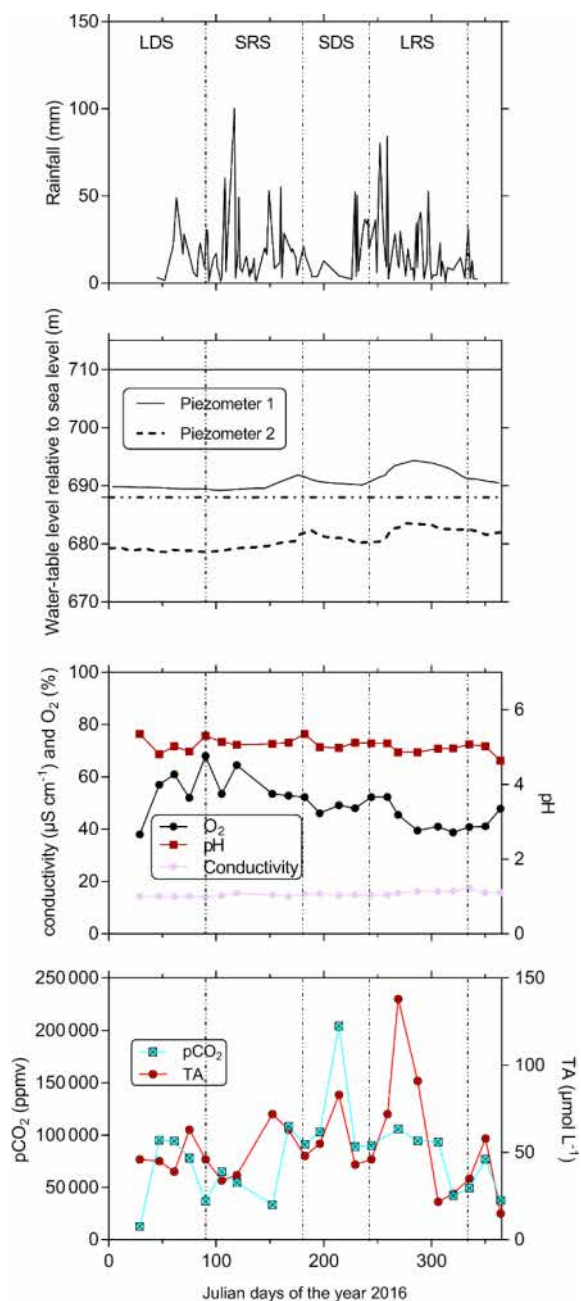 150
LDS
SRS
SDS
LRS
100
50
0
Rainfall (mm)
710
700
690
680
670
Piezometer 1
Piezometer 2
Water-table level relative to sea level (m)
100
80
60
40
20
0
6
4
2
0
O₂
pH
Conductivity
conductivity (µS cm⁻¹) and O₂ (%)
pH
250 000
200 000
150 000
100 000
50 000
0
150
100
50
0
pCO₂
TA
pCO₂ (ppmv)
TA (µmol L⁻¹)
0
100
200
300
Julian days of the year 2016